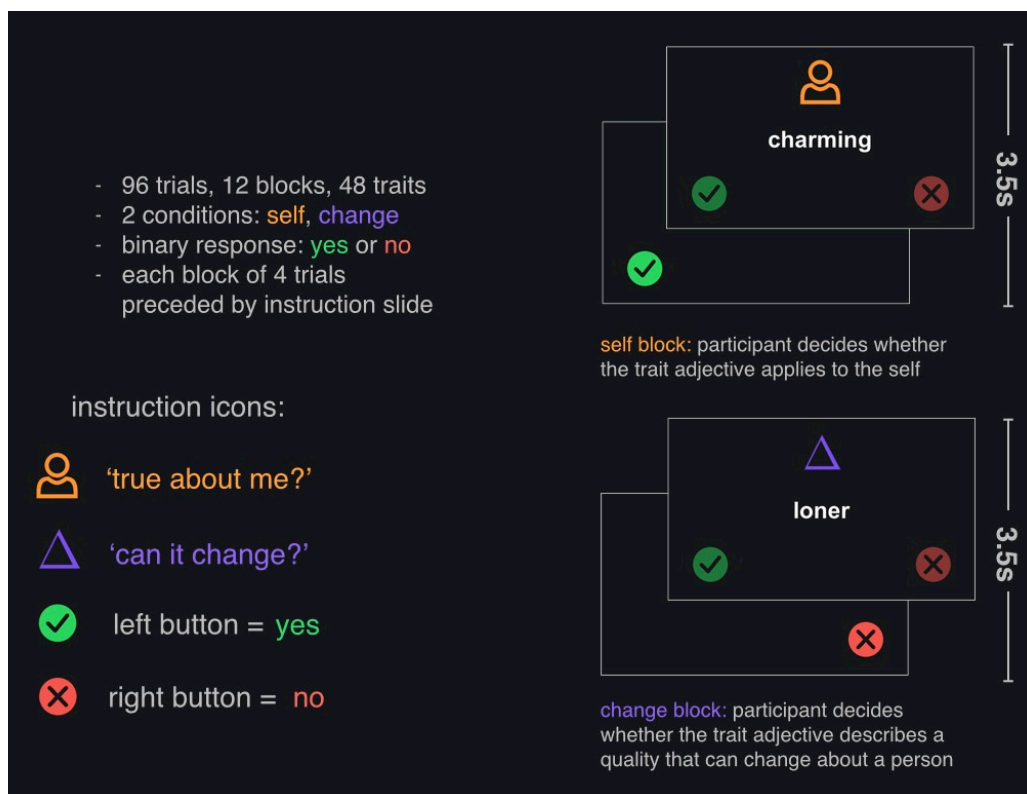 - 96 trials, 12 blocks, 48 traits
- 2 conditions: self, change
- binary response: yes or no
- each block of 4 trials
preceded by instruction slide
instruction icons:
‘true about me?’
‘can it change?’
left button = yes
right button = no
charming
3.5s
self block: participant decides whether
the trait adjective applies to the self
loner
3.5s
change block: participant decides
whether the trait adjective describes a
quality that can change about a person